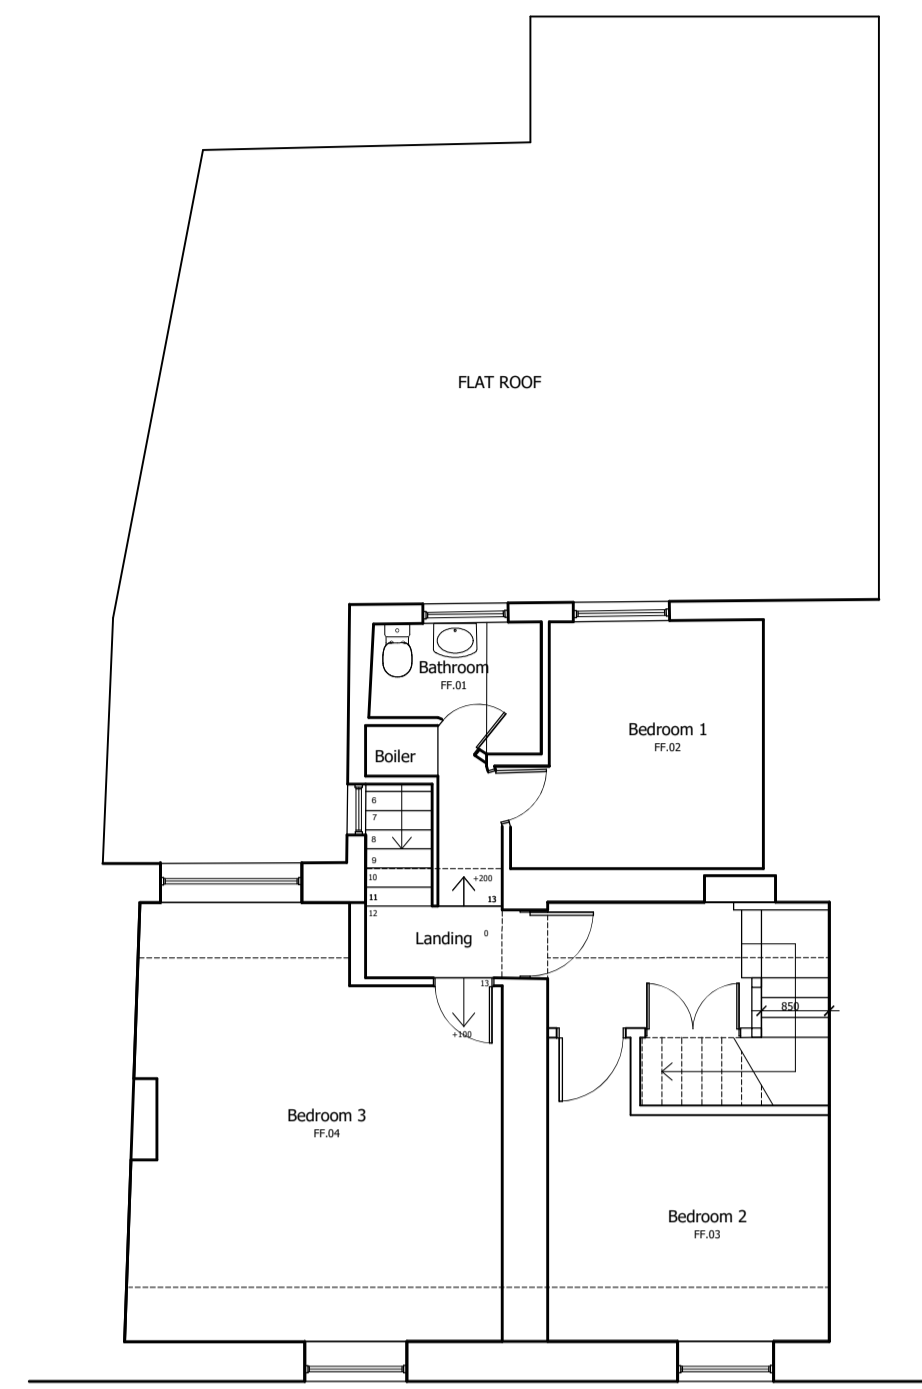 FLAT ROOF
Bathroom
FF.01
Bedroom 1
FF.02
Boiler
6
7
8
9
10
11
12
+200
13
Landing
0
13
+100
850
Bedroom 3
FF.04
Bedroom 2
FF.03